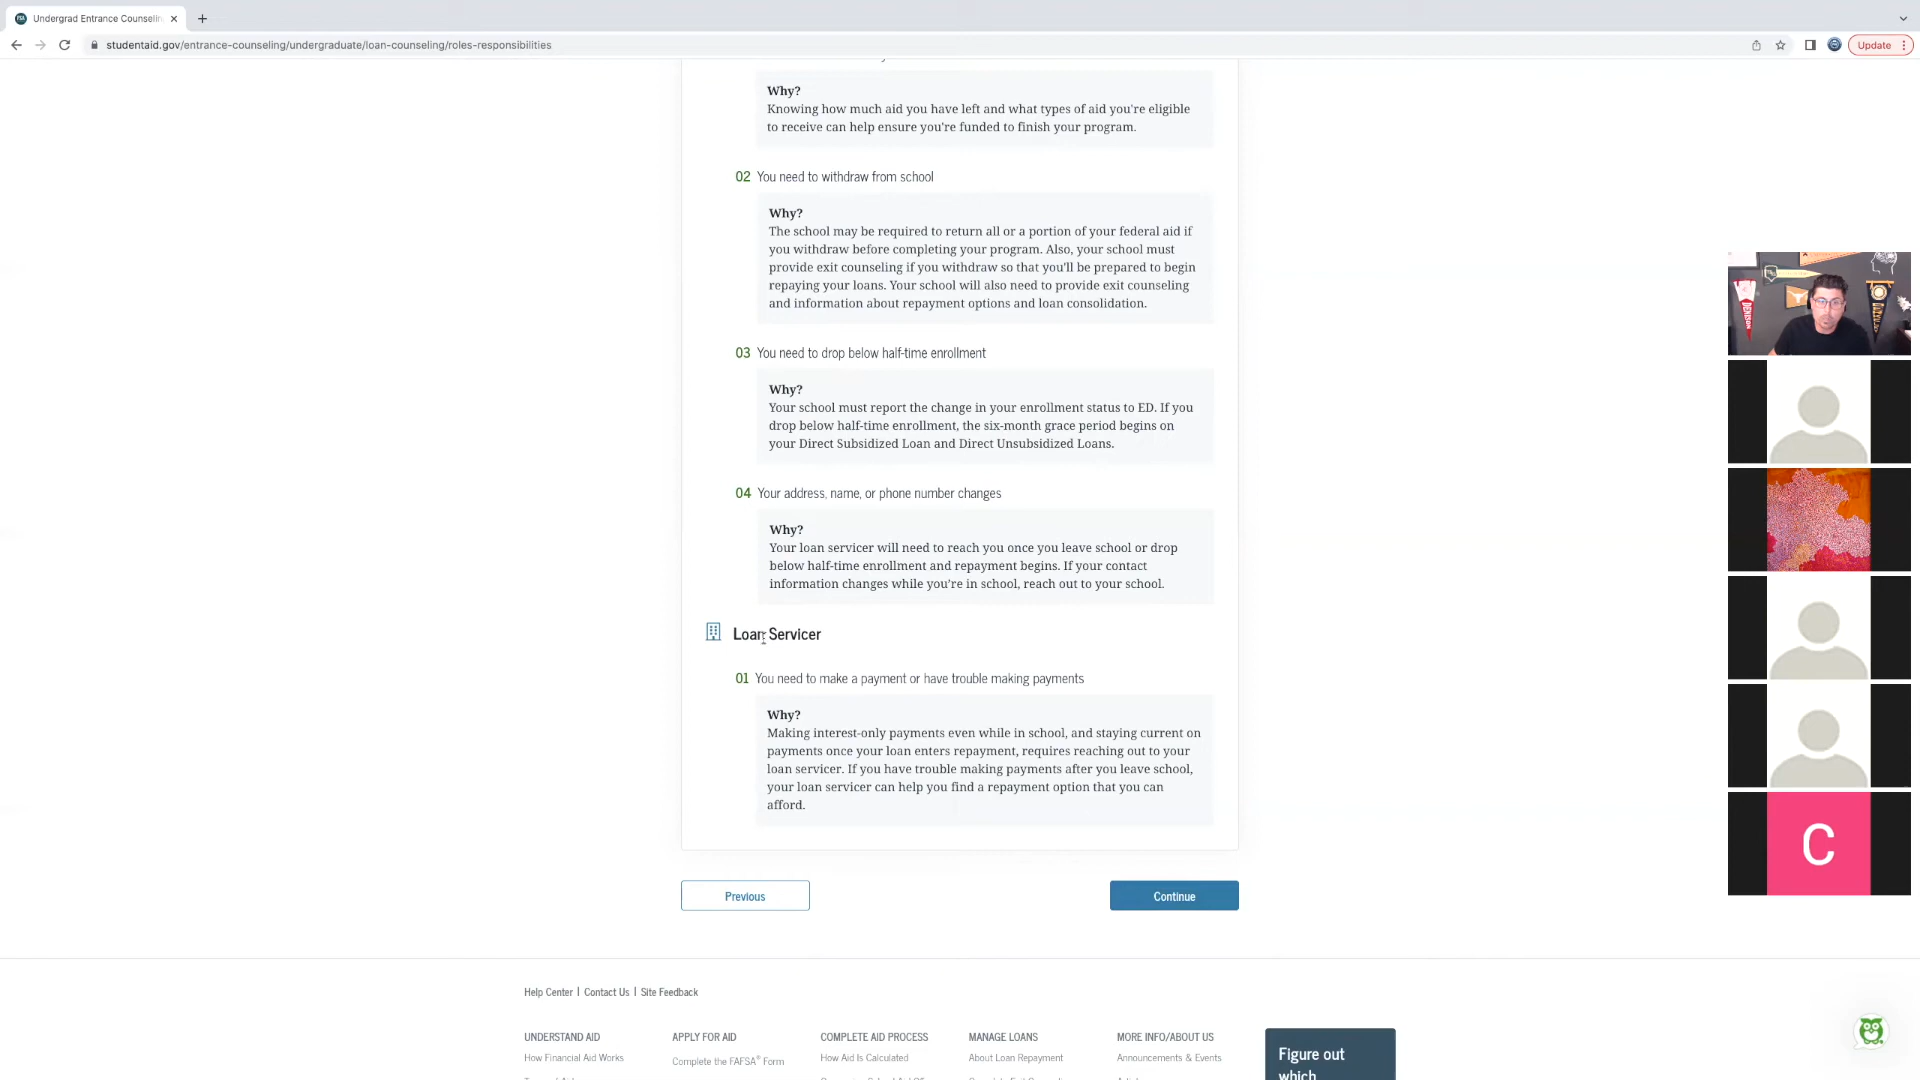 Undergrad Entrance Counselin
studentaid.gov/entrance-counseling/undergraduate/loan-counseling/roles-responsibilities
Update
Why?
Knowing how much aid you have left and what types of aid you're eligible
to receive can help ensure you're funded to finish your program.
02 You need to withdraw from school
Why?
The school may be required to return all or a portion of your federal aid if
you withdraw before completing your program. Also, your school must
provide exit counseling if you withdraw so that you'll be prepared to begin
repaying your loans. Your school will also need to provide exit counseling
and information about repayment options and loan consolidation.
03 You need to drop below half-time enrollment
Why?
Your school must report the change in your enrollment status to ED. If you
drop below half-time enrollment, the six-month grace period begins on
your Direct Subsidized Loan and Direct Unsubsidized Loans.
04 Your address, name, or phone number changes
Why?
Your loan servicer will need to reach you once you leave school or drop
below half-time enrollment and repayment begins. If your contact
information changes while you're in school, reach out to your school.
Loan Servicer
01 You need to make a payment or have trouble making payments
Why?
Making interest-only payments even while in school, and staying current on
payments once your loan enters repayment, requires reaching out to your
loan servicer. If you have trouble making payments after you leave school,
your loan servicer can help you find a repayment option that you can
afford.
Previous
Continue
Help Center | Contact Us | Site Feedback
UNDERSTAND AID
How Financial Aid Works
APPLY FOR AID
Complete the FAFSA® Form
COMPLETE AID PROCESS
How Aid Is Calculated
MANAGE LOANS
About Loan Repayment
MORE INFO/ABOUT US
Announcements & Events
Figure out
which
DENISON
C